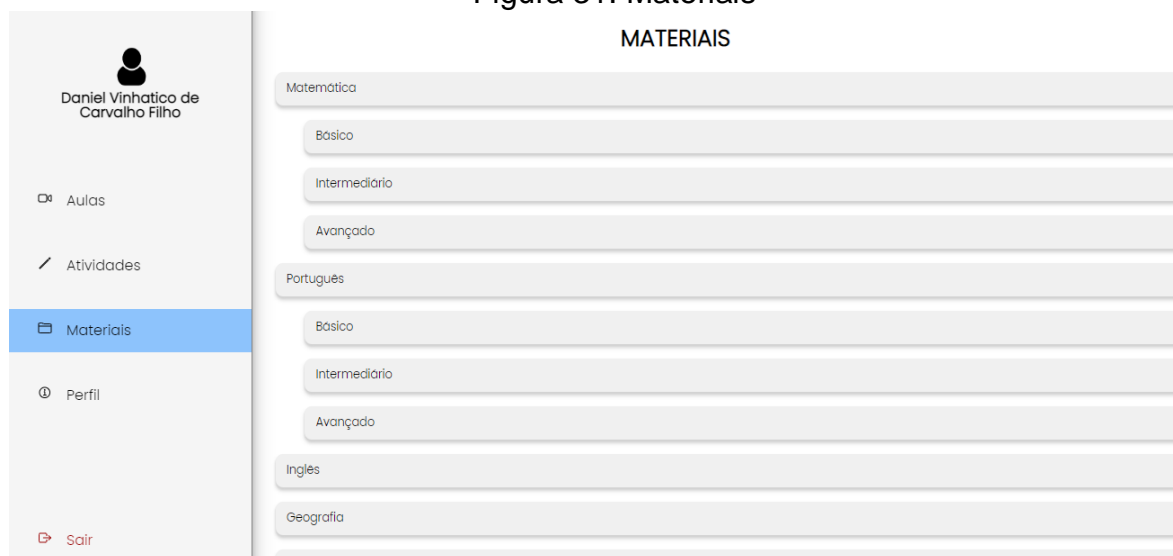 MATERIAIS
Daniel Vinhatico de
Carvalho Filho
Aulas
Atividades
Materiais
Perfil
Sair
Matemática
Básico
Intermediário
Avançado
Português
Básico
Intermediário
Avançado
Inglês
Geografia